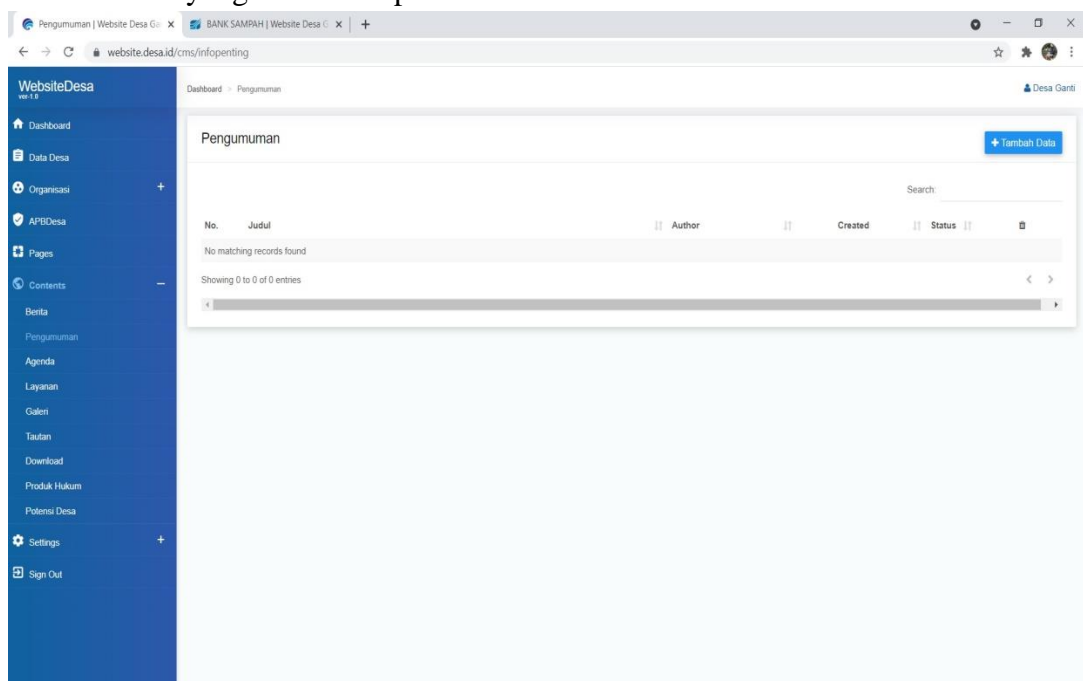 Pengumuman | Website Desa Ga
BANK SAMPAH | Website Desa G
website.desa.id/cms/infopenting
WebsiteDesa
ver-1.0
Dashboard > Pengumuman
Desa Ganti
Dashboard
Data Desa
Organisasi +
APBDesa
Pages
Contents −
Berita
Pengumuman
Agenda
Layanan
Galeri
Tautan
Download
Produk Hukum
Potensi Desa
Settings +
Sign Out
Pengumuman
+ Tambah Data
Search:
No. Judul Author Created Status
No matching records found
Showing 0 to 0 of 0 entries